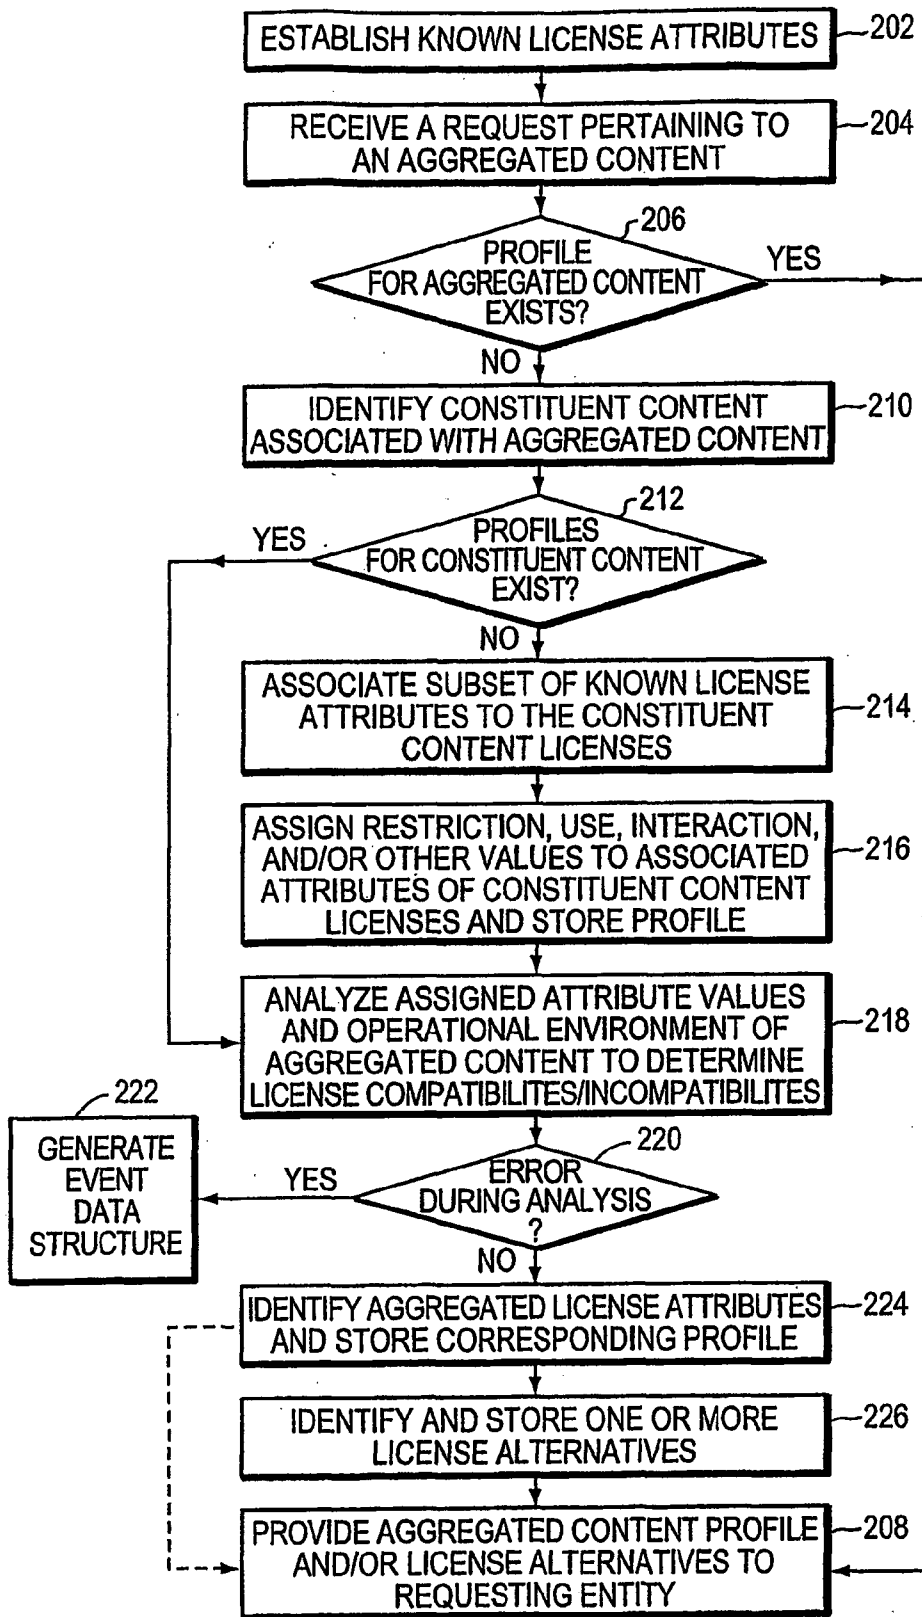 ESTABLISH KNOWN LICENSE ATTRIBUTES
202
RECEIVE A REQUEST PERTAINING TO
AN AGGREGATED CONTENT
204
206
PROFILE
FOR AGGREGATED CONTENT
EXISTS?
YES
NO
IDENTIFY CONSTITUENT CONTENT
ASSOCIATED WITH AGGREGATED CONTENT
210
212
PROFILES
FOR CONSTITUENT CONTENT
EXIST?
YES
NO
ASSOCIATE SUBSET OF KNOWN LICENSE
ATTRIBUTES TO THE CONSTITUENT
CONTENT LICENSES
214
ASSIGN RESTRICTION, USE, INTERACTION,
AND/OR OTHER VALUES TO ASSOCIATED
ATTRIBUTES OF CONSTITUENT CONTENT
LICENSES AND STORE PROFILE
216
ANALYZE ASSIGNED ATTRIBUTE VALUES
AND OPERATIONAL ENVIRONMENT OF
AGGREGATED CONTENT TO DETERMINE
LICENSE COMPATIBILITES/INCOMPATIBILITES
218
220
ERROR
DURING ANALYSIS
?
YES
222
GENERATE
EVENT
DATA
STRUCTURE
NO
IDENTIFY AGGREGATED LICENSE ATTRIBUTES
AND STORE CORRESPONDING PROFILE
224
IDENTIFY AND STORE ONE OR MORE
LICENSE ALTERNATIVES
226
PROVIDE AGGREGATED CONTENT PROFILE
AND/OR LICENSE ALTERNATIVES TO
REQUESTING ENTITY
208